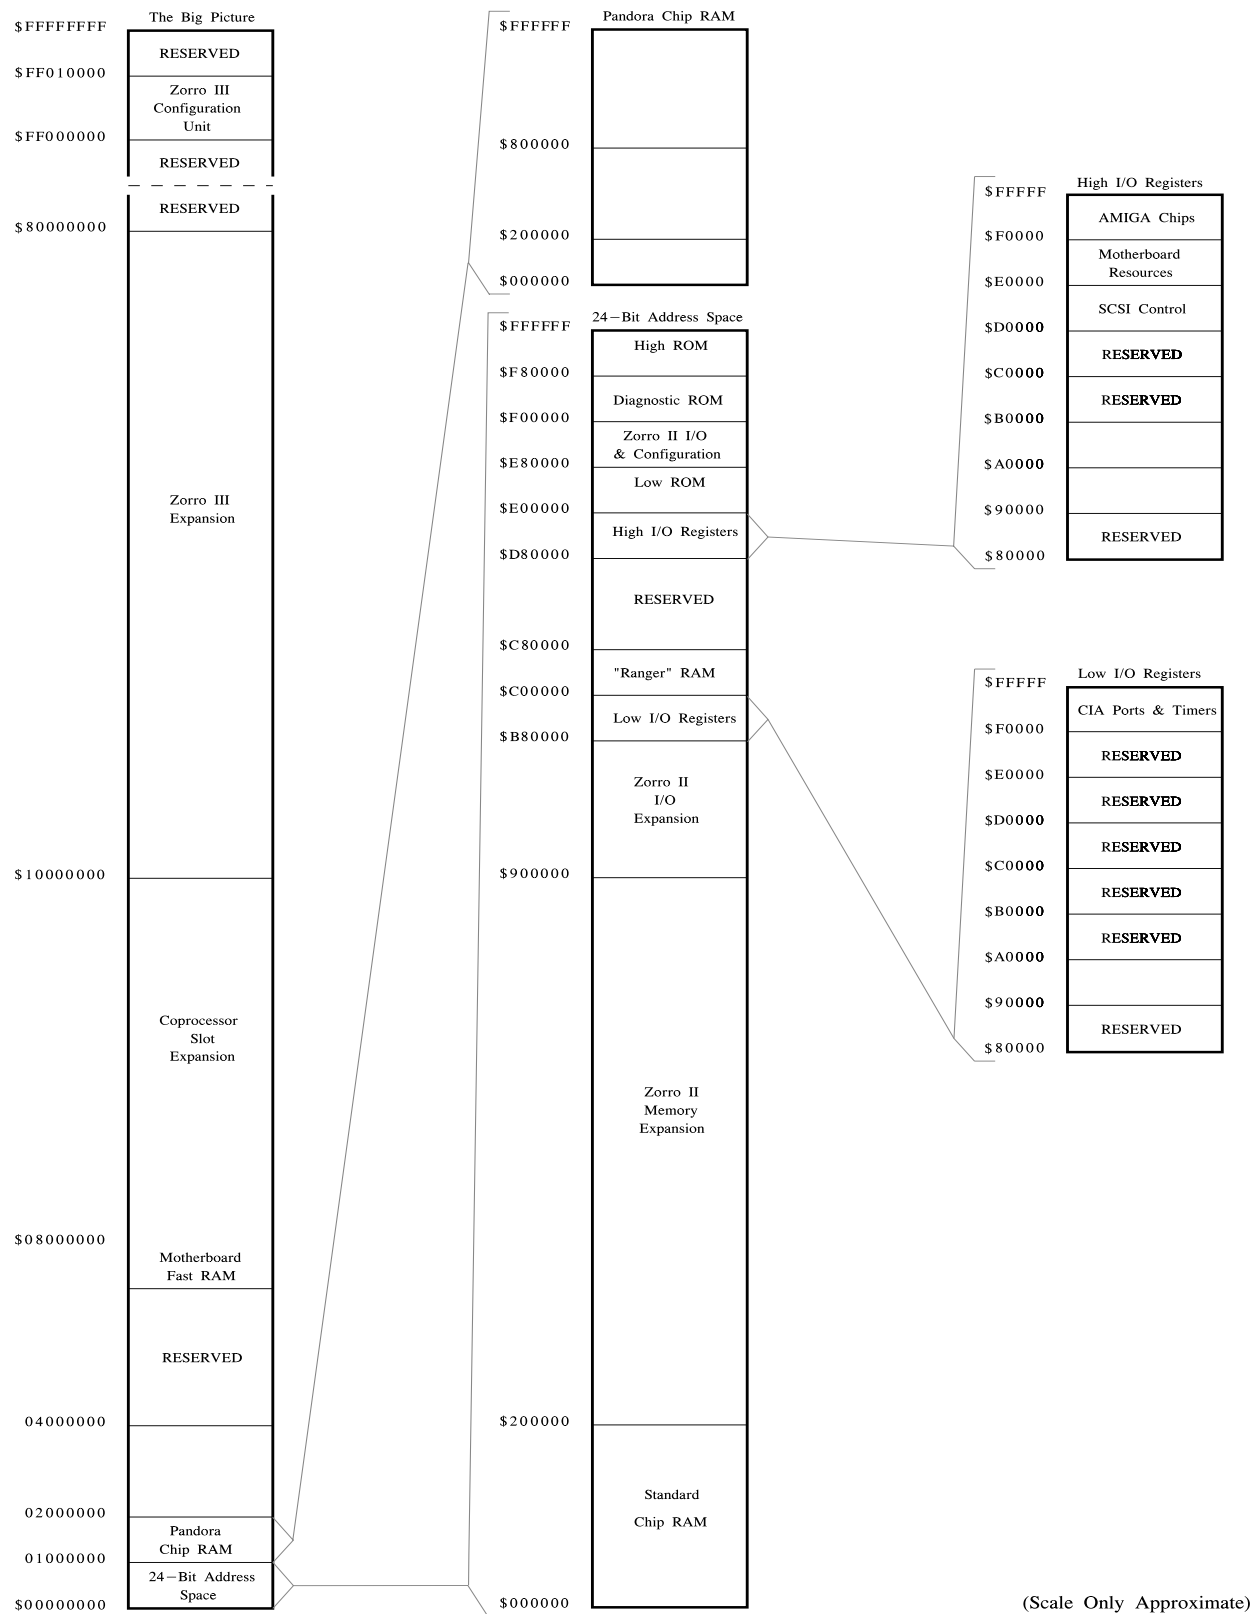 The Big Picture
$FFFFFFFF
RESERVED
$FF010000
Zorro III
Configuration
Unit
$FF000000
RESERVED
RESERVED
$80000000
Zorro III
Expansion
$10000000
Coprocessor
Slot
Expansion
$08000000
Motherboard
Fast RAM
RESERVED
04000000
02000000
Pandora
Chip RAM
01000000
24-Bit Address
Space
$00000000
Pandora Chip RAM
$FFFFFF
$800000
$200000
$000000
24-Bit Address Space
$FFFFFF
High ROM
$F80000
Diagnostic ROM
$F00000
Zorro II I/O
& Configuration
$E80000
Low ROM
$E00000
High I/O Registers
$D80000
RESERVED
$C80000
"Ranger" RAM
$C00000
Low I/O Registers
$B80000
Zorro II
I/O
Expansion
$900000
Zorro II
Memory
Expansion
$200000
Standard
Chip RAM
$000000
High I/O Registers
$FFFFF
AMIGA Chips
$F0000
Motherboard
Resources
$E0000
SCSI Control
$D0000
RESERVED
$C0000
RESERVED
$B0000
$A0000
$90000
RESERVED
$80000
Low I/O Registers
$FFFFF
CIA Ports & Timers
$F0000
RESERVED
$E0000
RESERVED
$D0000
RESERVED
$C0000
RESERVED
$B0000
RESERVED
$A0000
$90000
RESERVED
$80000
(Scale Only Approximate)